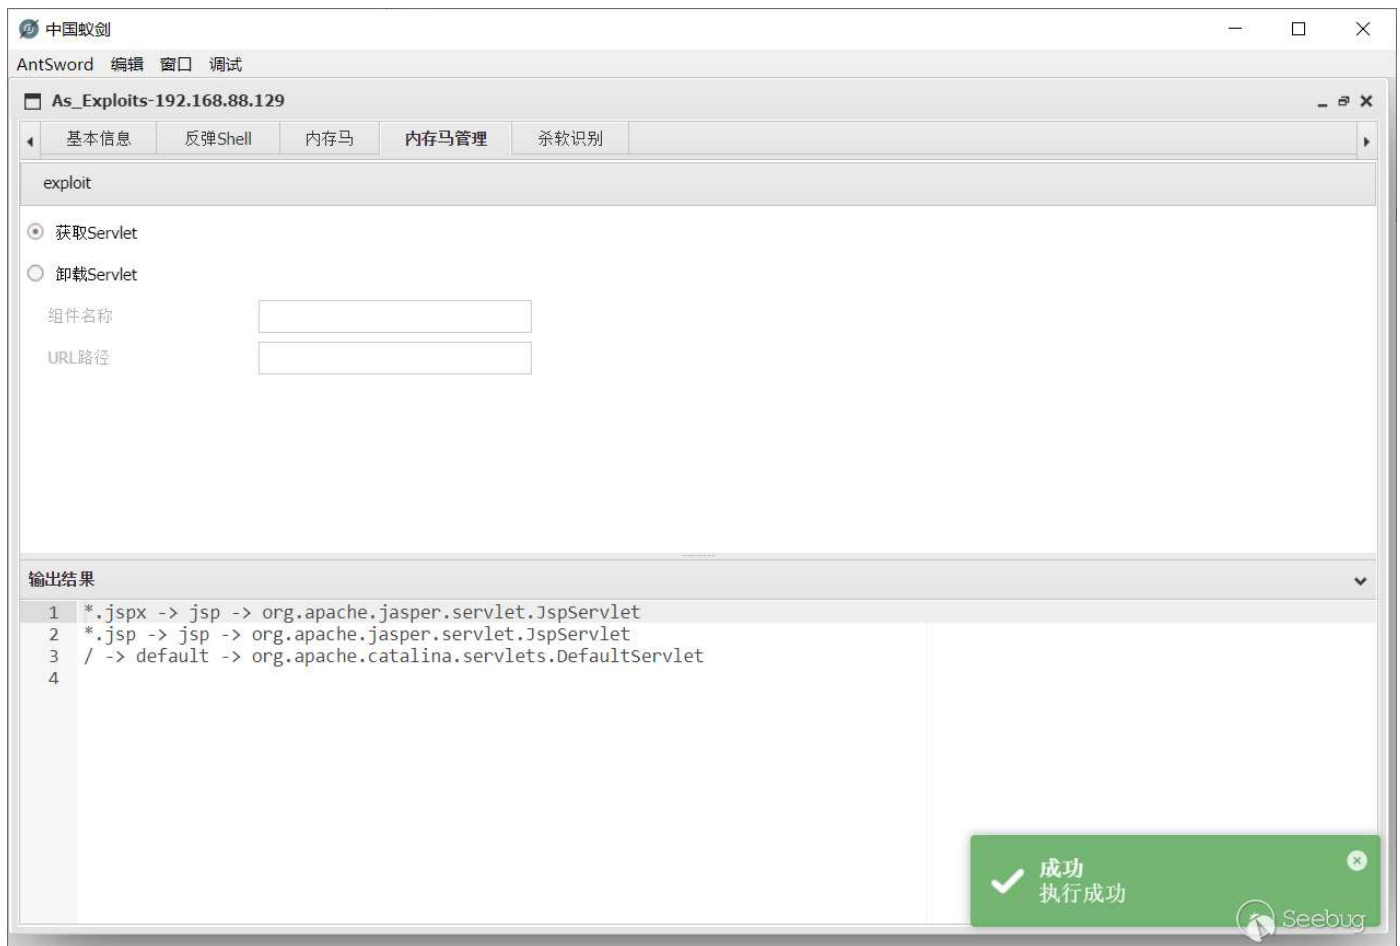 中国蚁剑
AntSword 编辑 窗口 调试
As_Exploits-192.168.88.129
基本信息 反弹Shell 内存马 内存马管理 杀软识别
exploit
获取Servlet
卸载Servlet
组件名称
URL路径
输出结果
1 *.jspx -> jsp -> org.apache.jasper.servlet.JspServlet
2 *.jsp -> jsp -> org.apache.jasper.servlet.JspServlet
3 / -> default -> org.apache.catalina.servlets.DefaultServlet
4
成功
执行成功
Seebug